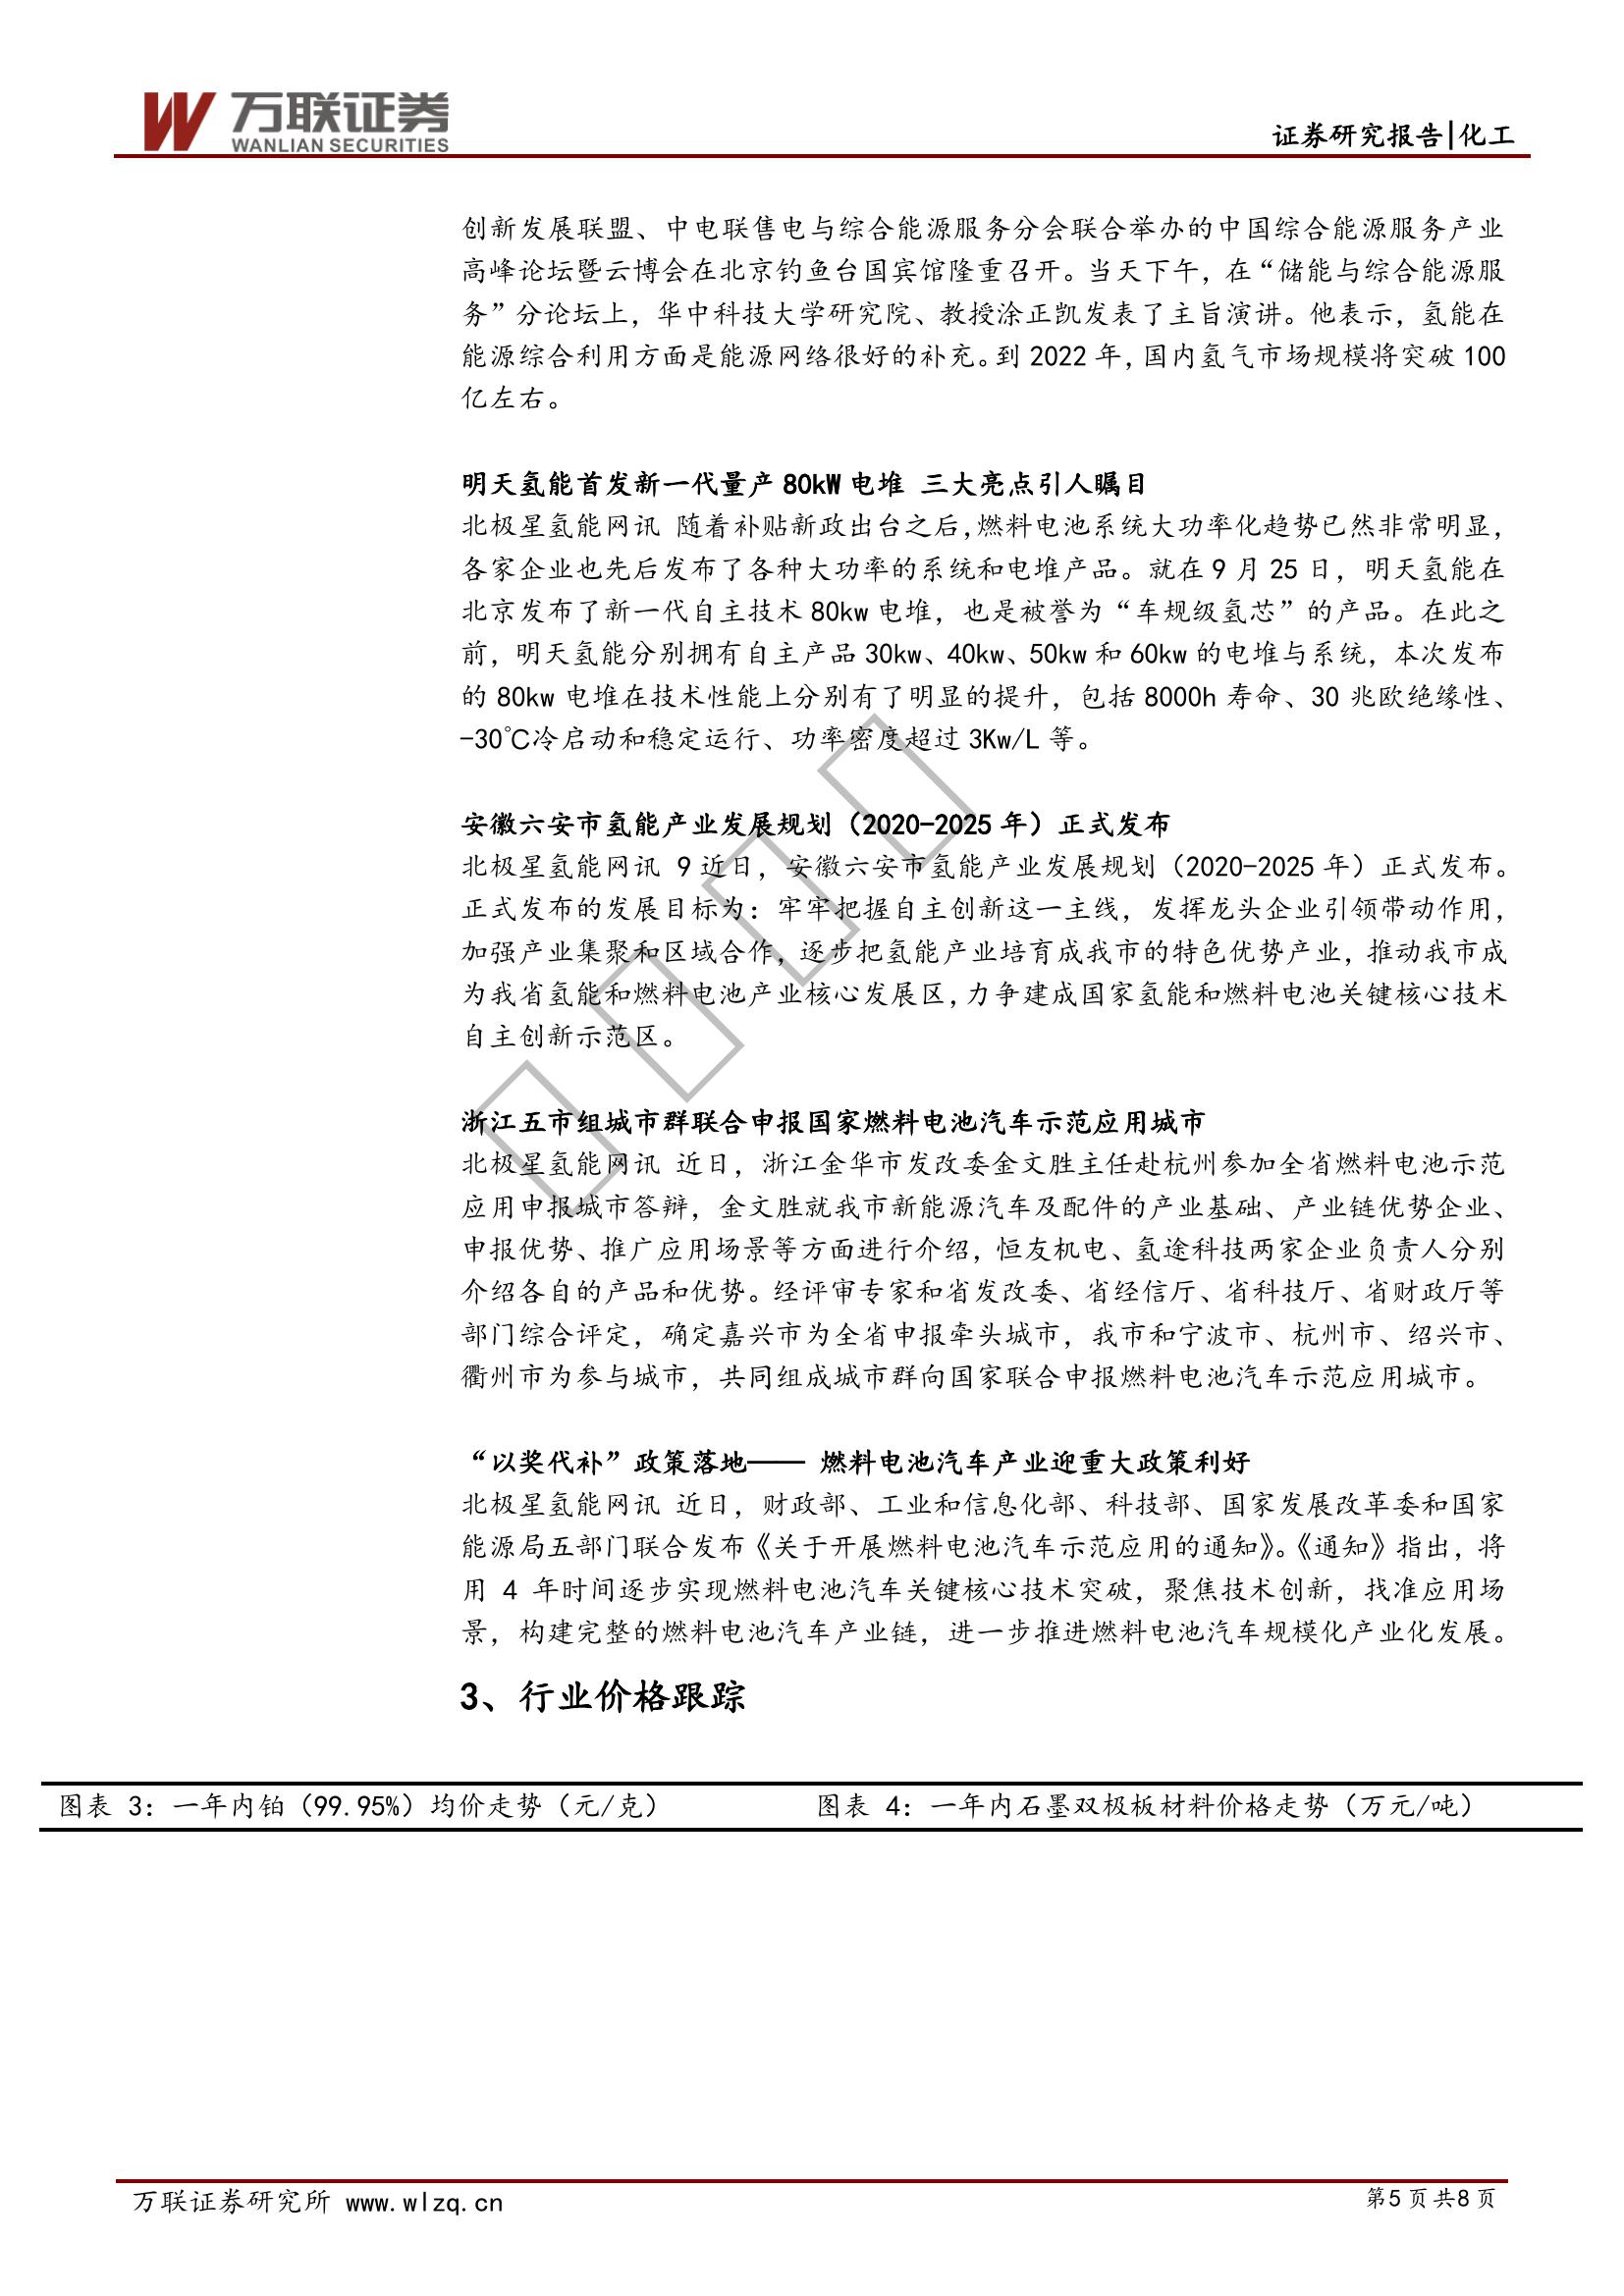 万联证券
WANLIAN SECURITIES
证券研究报告|化工
创新发展联盟、中电联售电与综合能源服务分会联合举办的中国综合能源服务产业
高峰论坛暨云博会在北京钓鱼台国宾馆隆重召开。当天下午，在“储能与综合能源服
务”分论坛上，华中科技大学研究院、教授涂正凯发表了主旨演讲。他表示，氢能在
能源综合利用方面是能源网络很好的补充。到 2022 年，国内氢气市场规模将突破 100
亿左右。
明天氢能首发新一代量产 80kW 电堆 三大亮点引人瞩目
北极星氢能网讯 随着补贴新政出台之后,燃料电池系统大功率化趋势已然非常明显，
各家企业也先后发布了各种大功率的系统和电堆产品。就在 9 月 25 日，明天氢能在
北京发布了新一代自主技术 80kw 电堆，也是被誉为“车规级氢芯”的产品。在此之
前，明天氢能分别拥有自主产品 30kw、40kw、50kw 和 60kw 的电堆与系统，本次发布
的 80kw 电堆在技术性能上分别有了明显的提升，包括 8000h 寿命、30 兆欧绝缘性、
-30℃冷启动和稳定运行、功率密度超过 3Kw/L 等。
安徽六安市氢能产业发展规划（2020-2025 年）正式发布
北极星氢能网讯 9 近日，安徽六安市氢能产业发展规划（2020-2025 年）正式发布。
正式发布的发展目标为：牢牢把握自主创新这一主线，发挥龙头企业引领带动作用，
加强产业集聚和区域合作，逐步把氢能产业培育成我市的特色优势产业，推动我市成
为我省氢能和燃料电池产业核心发展区,力争建成国家氢能和燃料电池关键核心技术
自主创新示范区。
浙江五市组城市群联合申报国家燃料电池汽车示范应用城市
北极星氢能网讯 近日，浙江金华市发改委金文胜主任赴杭州参加全省燃料电池示范
应用申报城市答辩，金文胜就我市新能源汽车及配件的产业基础、产业链优势企业、
申报优势、推广应用场景等方面进行介绍，恒友机电、氢途科技两家企业负责人分别
介绍各自的产品和优势。经评审专家和省发改委、省经信厅、省科技厅、省财政厅等
部门综合评定，确定嘉兴市为全省申报牵头城市，我市和宁波市、杭州市、绍兴市、
衢州市为参与城市，共同组成城市群向国家联合申报燃料电池汽车示范应用城市。
“以奖代补”政策落地—— 燃料电池汽车产业迎重大政策利好
北极星氢能网讯 近日，财政部、工业和信息化部、科技部、国家发展改革委和国家
能源局五部门联合发布《关于开展燃料电池汽车示范应用的通知》。《通知》指出，将
用 4 年时间逐步实现燃料电池汽车关键核心技术突破，聚焦技术创新，找准应用场
景，构建完整的燃料电池汽车产业链，进一步推进燃料电池汽车规模化产业化发展。
3、行业价格跟踪
图表 3：一年内铂（99.95%）均价走势（元/克）
图表 4：一年内石墨双极板材料价格走势（万元/吨）
万联证券研究所 www.wlzq.cn
第5 页 共8 页